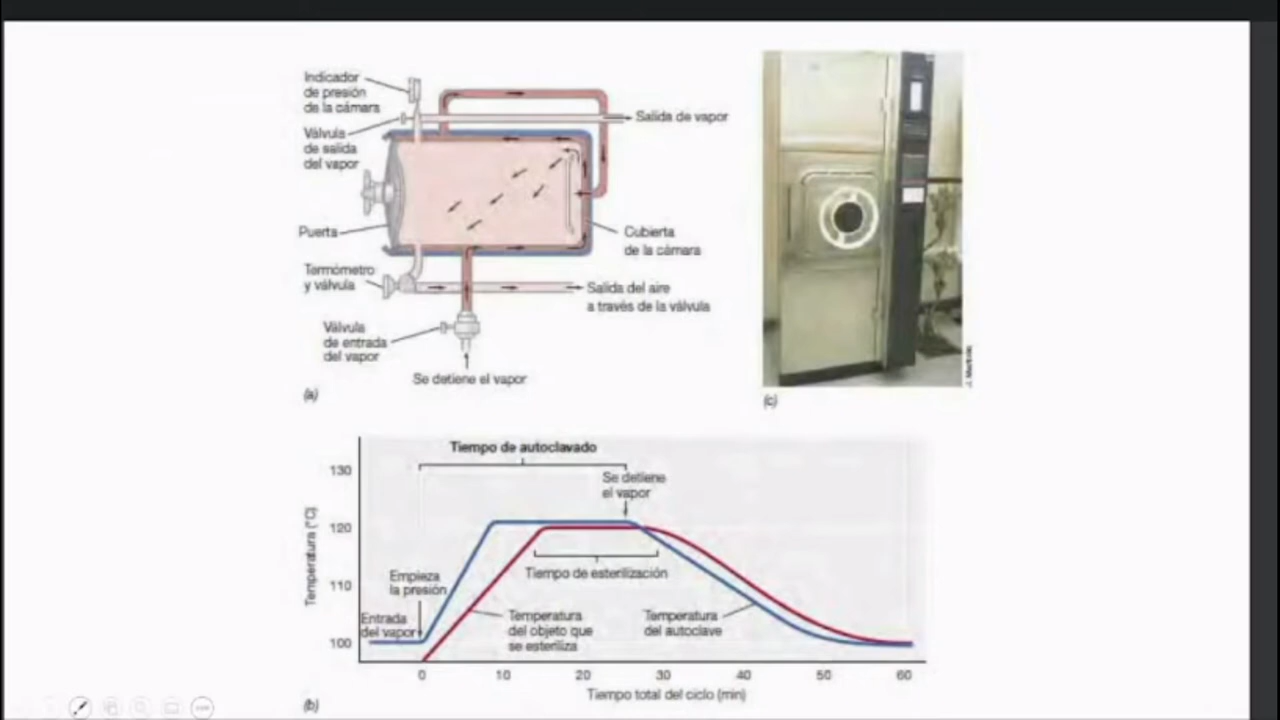 Indicador
de presión
de la cámara
Válvula
de salida
del vapor
Salida de vapor
Puerta
Cubierta
de la cámara
Termómetro
y válvula
Salida del aire
a través de la válvula
Válvula
de entrada
del vapor
Se detiene el vapor
(a)
(c)
Tiempo de autoclavado
Se detiene
el vapor
130
120
110
100
Temperatura (°C)
Empieza
la presión
Entrada
del vapor
Tiempo de esterilización
Temperatura
del objeto que
se esteriliza
Temperatura
del autoclave
0 10 20 30 40 50 60
Tiempo total del ciclo (min)
(b)